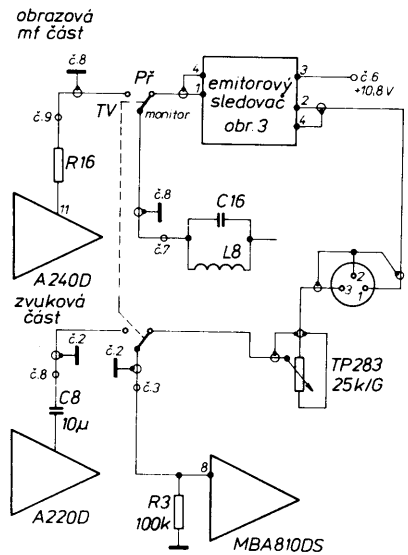 obrazová
mf část
č.8
Př
TV
monitor
č.9
R16
11
A240D
4
1
emitorový
sledovač
obr. 3
3
2
4
č.6
+10,8V
č.8
č.7
C16
L8
2
3
1
zvuková
část
č.2
č.8
C8
10µ
A220D
č.2
č.3
TP283
25k/G
R3
100k
8
MBA810DS